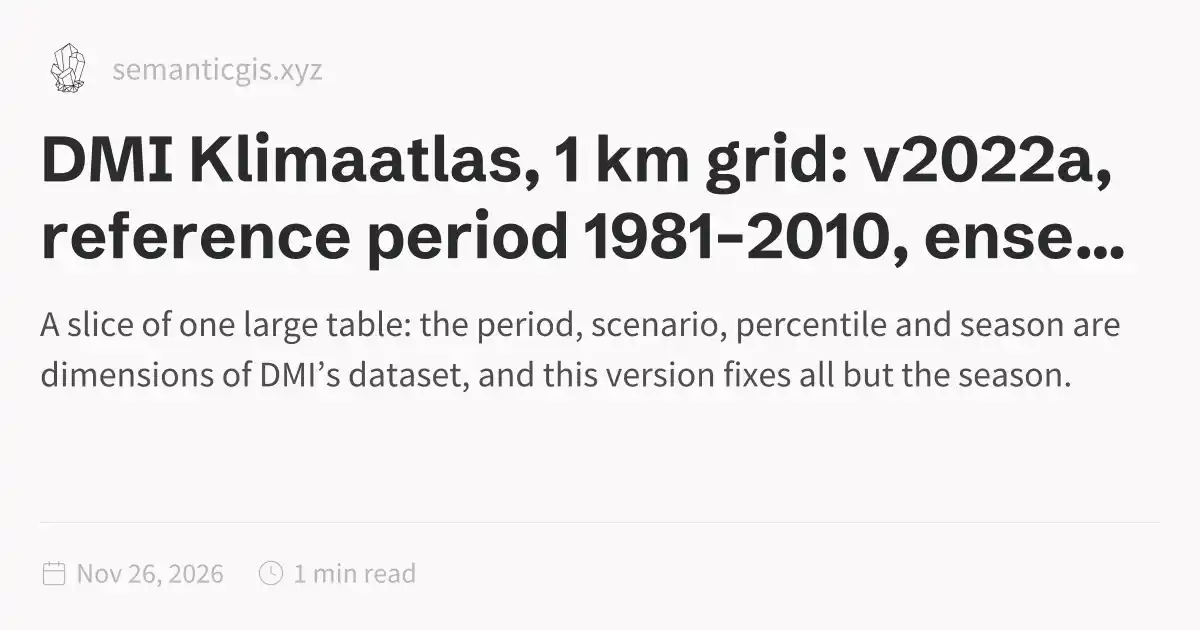 semanticgis.xyz
DMI Klimaatlas, 1 km grid: v2022a,
reference period 1981–2010, ense…
A slice of one large table: the period, scenario, percentile and season are
dimensions of DMI’s dataset, and this version fixes all but the season.
Nov 26, 2026
1 min read